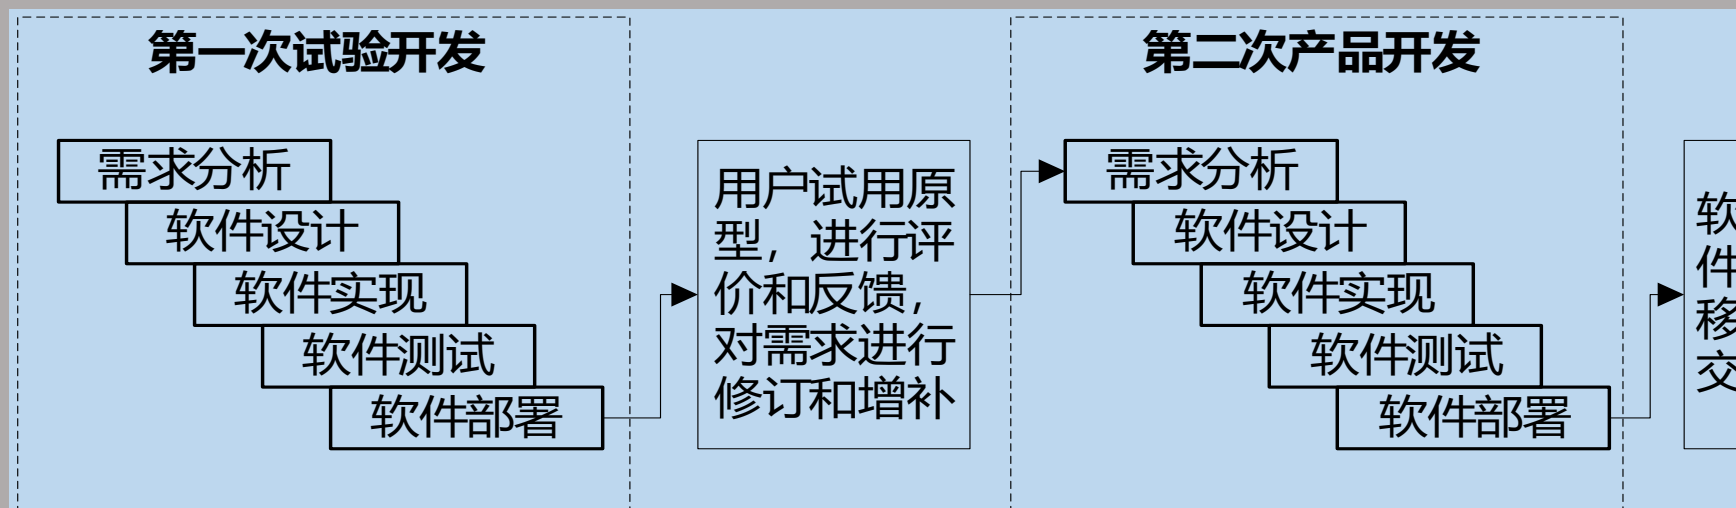 第一次试验开发
需求分析
软件设计
软件实现
软件测试
软件部署
用户试用原
型，进行评
价和反馈，
对需求进行
修订和增补
第二次产品开发
需求分析
软件设计
软件实现
软件测试
软件部署
软
件
移
交